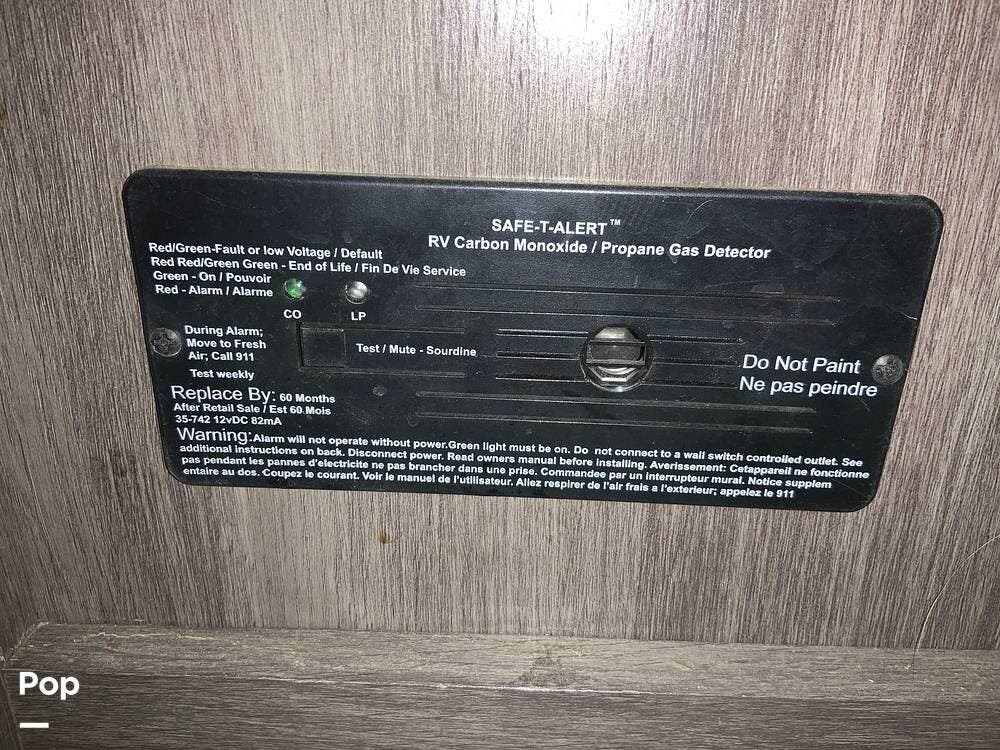 SAFE-T-ALERT™
RV Carbon Monoxide / Propane Gas Detector
Red/Green-Fault or low Voltage / Default
Red Red/Green Green - End of Life / Fin De Vie Service
Green - On / Pouvoir
Red - Alarm / Alarme
CO
LP
During Alarm;
Move to Fresh
Air; Call 911
Test weekly
Test / Mute - Sourdine
Do Not Paint
Ne pas peindre
Replace By: 60 Months
After Retail Sale / Est 60 Mois
35-742 12vDC 82mA
Warning:Alarm will not operate without power.Green light must be on. Do not connect to a wall switch controlled outlet. See
additional instructions on back. Disconnect power. Read owners manual before installing. Averissement: Cetappareil ne fonctionne
pas pendant les pannes d'electricite ne pas brancher dans une prise. Commandee par un interrupteur mural. Notice supplem
entaire au dos. Coupez le courant. Voir le manuel de l'utilisateur. Allez respirer de l'air frais a l'exterieur; appelez le 911
Pop